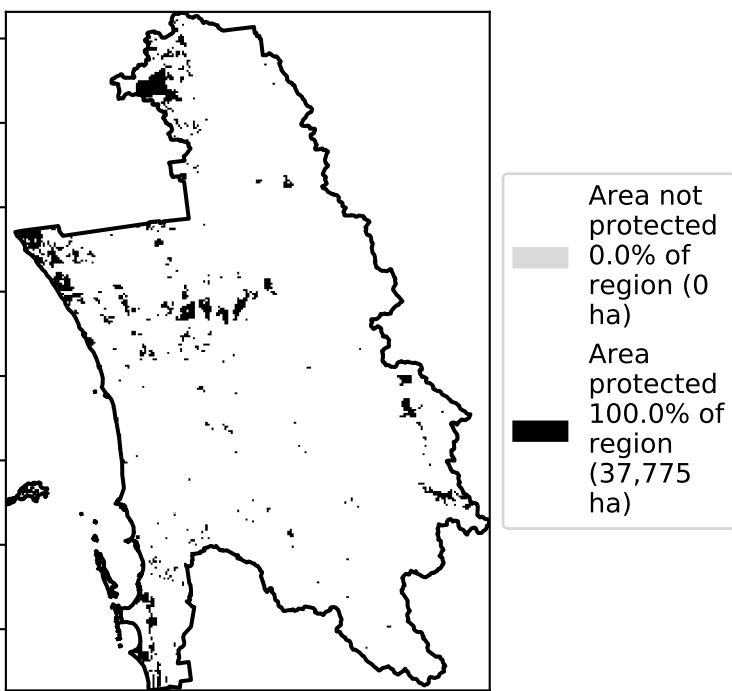 Area not
protected
0.0% of
region (0
ha)
Area
protected
100.0% of
region
(37,775
ha)